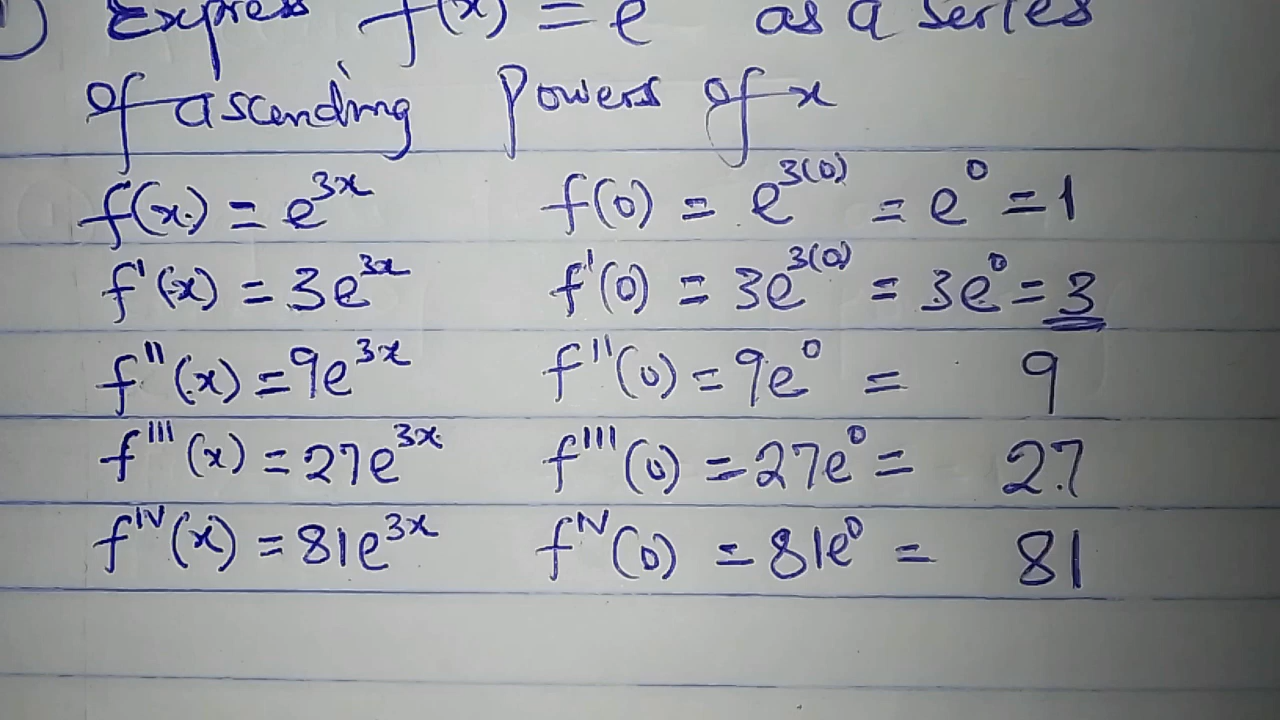 1) Express f(x) = e as a series
of ascending powers of x
f(x) = e^{3x} f(0) = e^{3(0)} = e^0 = 1
f'(x) = 3e^{3x} f'(0) = 3e^{3(0)} = 3e^0 = 3
f''(x) = 9e^{3x} f''(0) = 9e^0 = 9
f'''(x) = 27e^{3x} f'''(0) = 27e^0 = 27
f^{IV}(x) = 81e^{3x} f^{IV}(0) = 81e^0 = 81